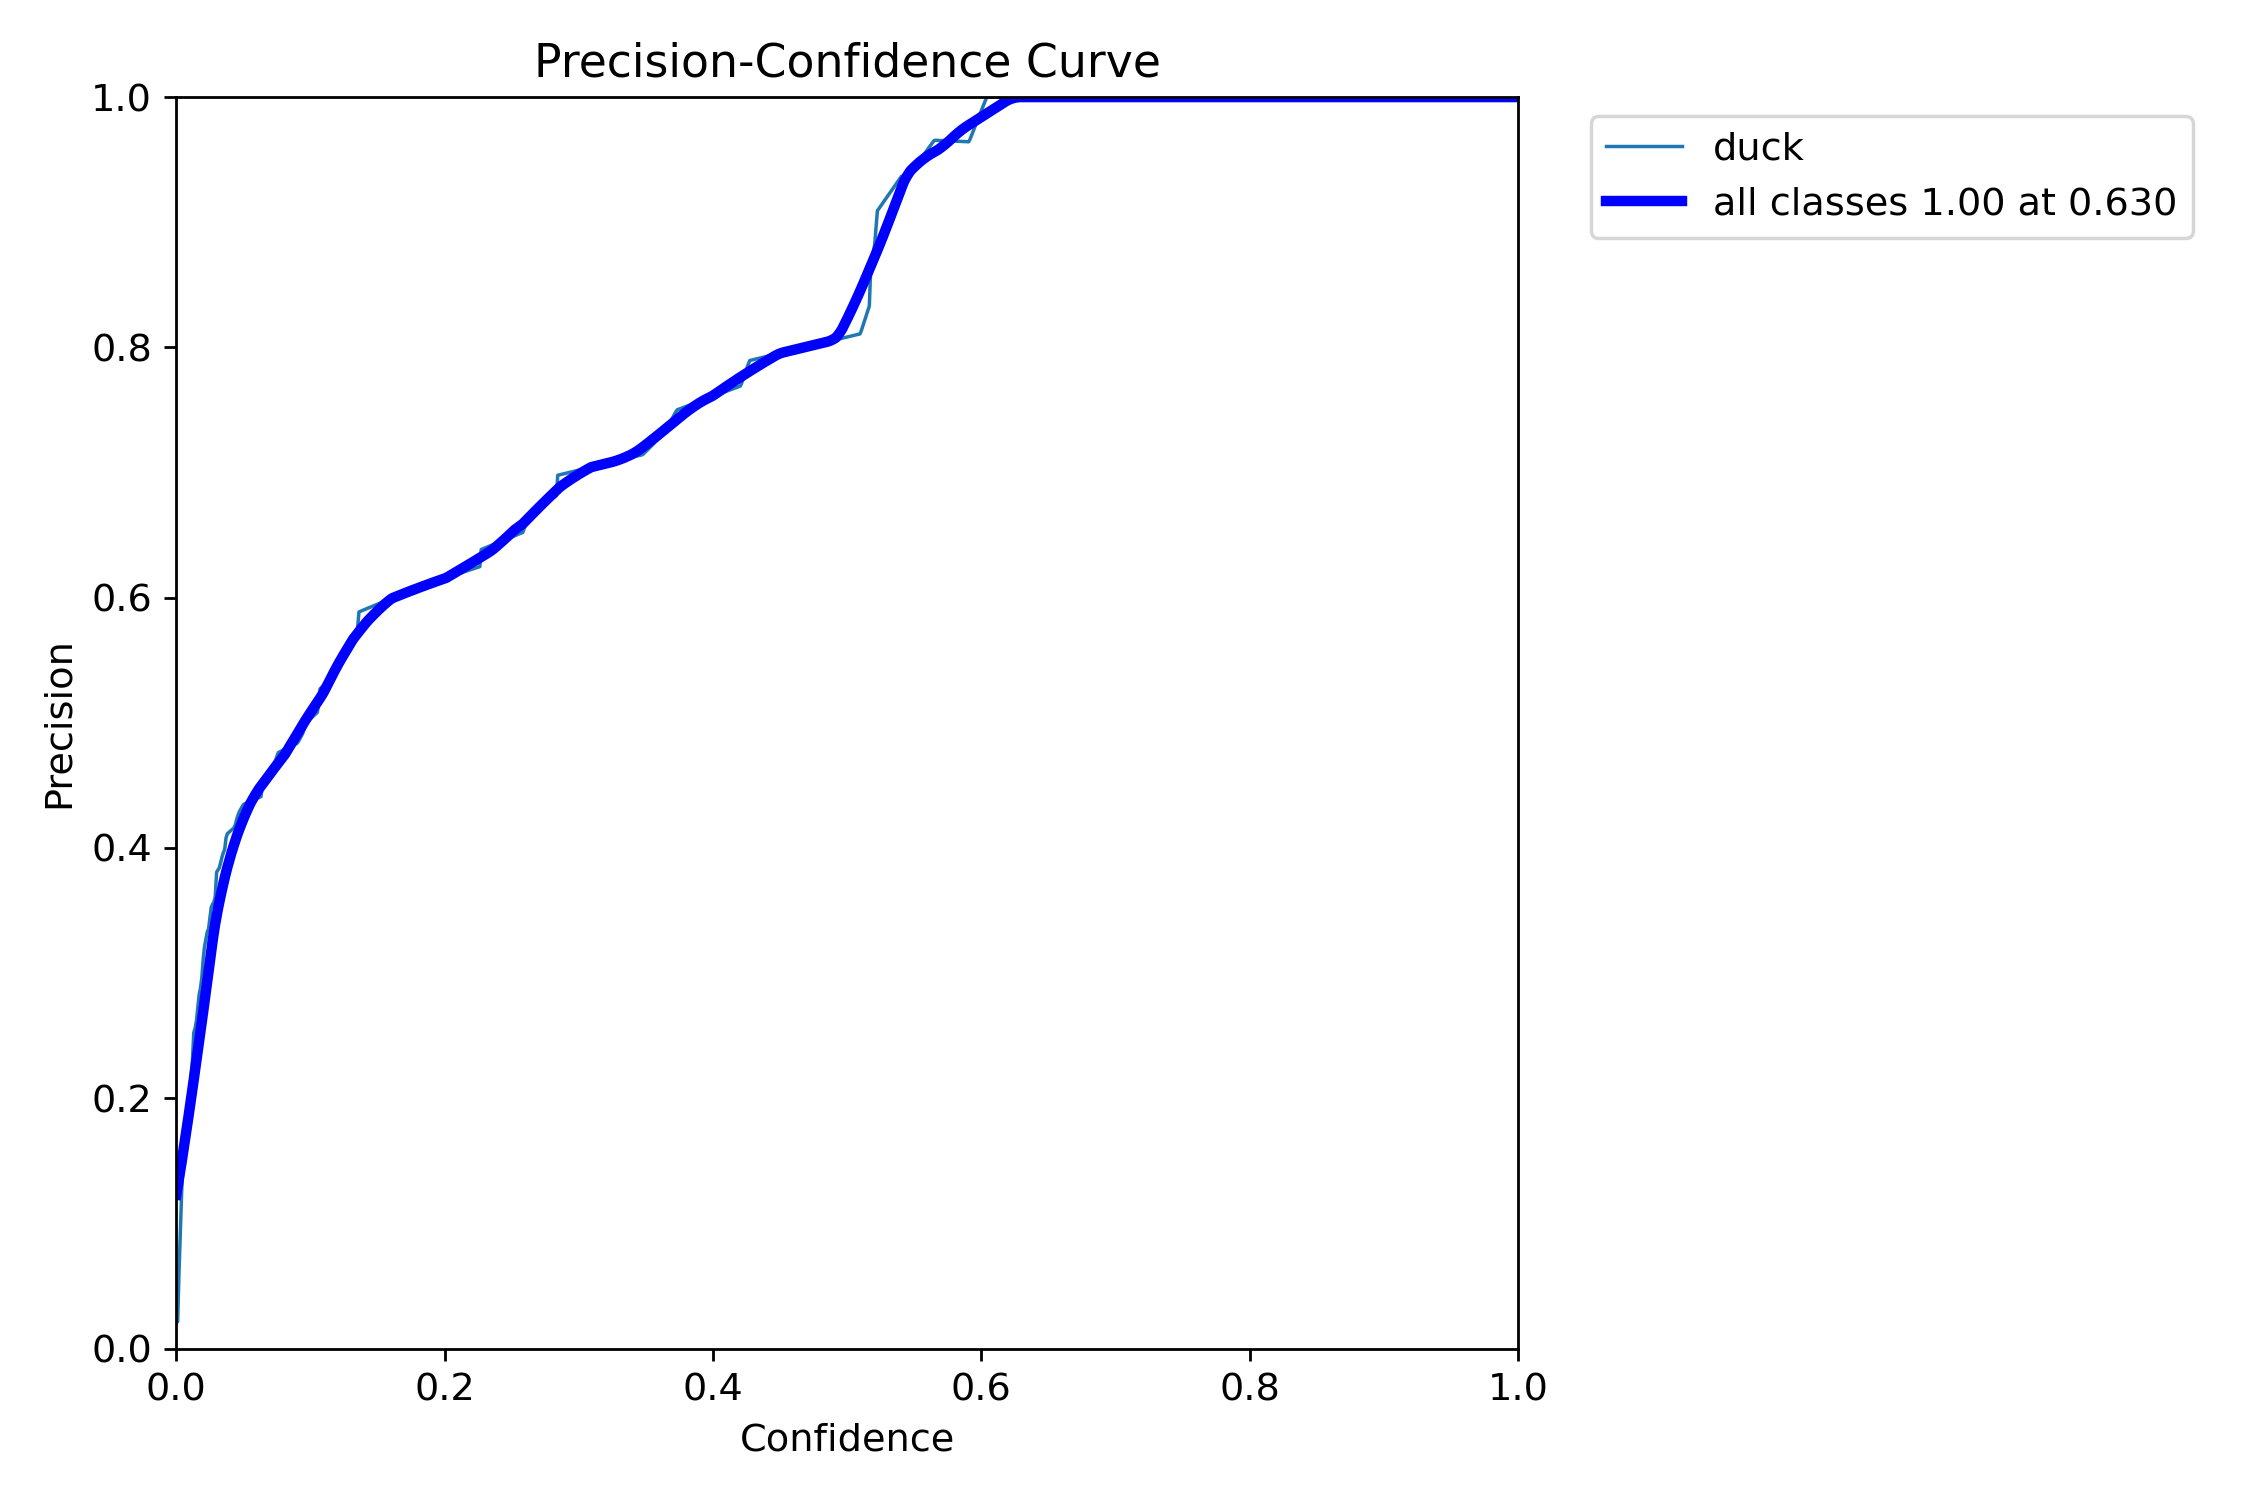 Precision-Confidence Curve
1.0
0.8
0.6
0.4
0.2
0.0
Precision
0.0 0.2 0.4 0.6 0.8 1.0
Confidence
duck
all classes 1.00 at 0.630